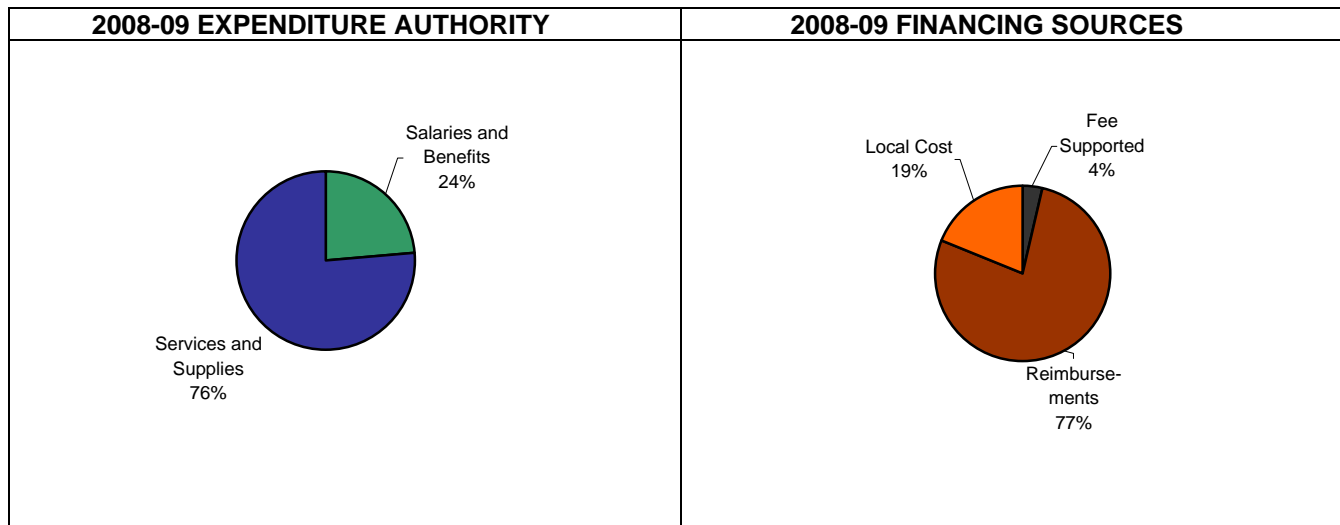 2008-09 EXPENDITURE AUTHORITY
Salaries and
Benefits
24%
Services and
Supplies
76%
2008-09 FINANCING SOURCES
Fee
Supported
4%
Local Cost
19%
Reimburse-
ments
77%